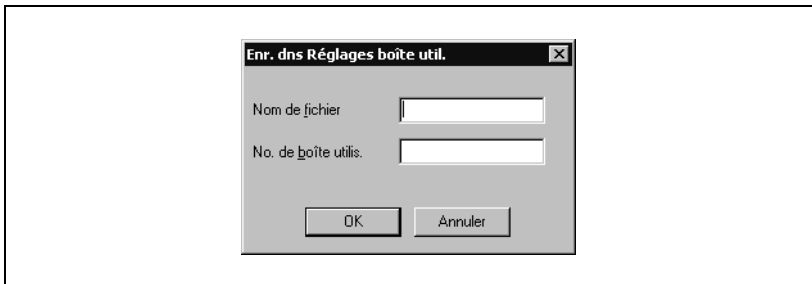 Enr. dns Réglages boîte util.
Nom de fichier
No. de boîte utilis.
OK Annuler